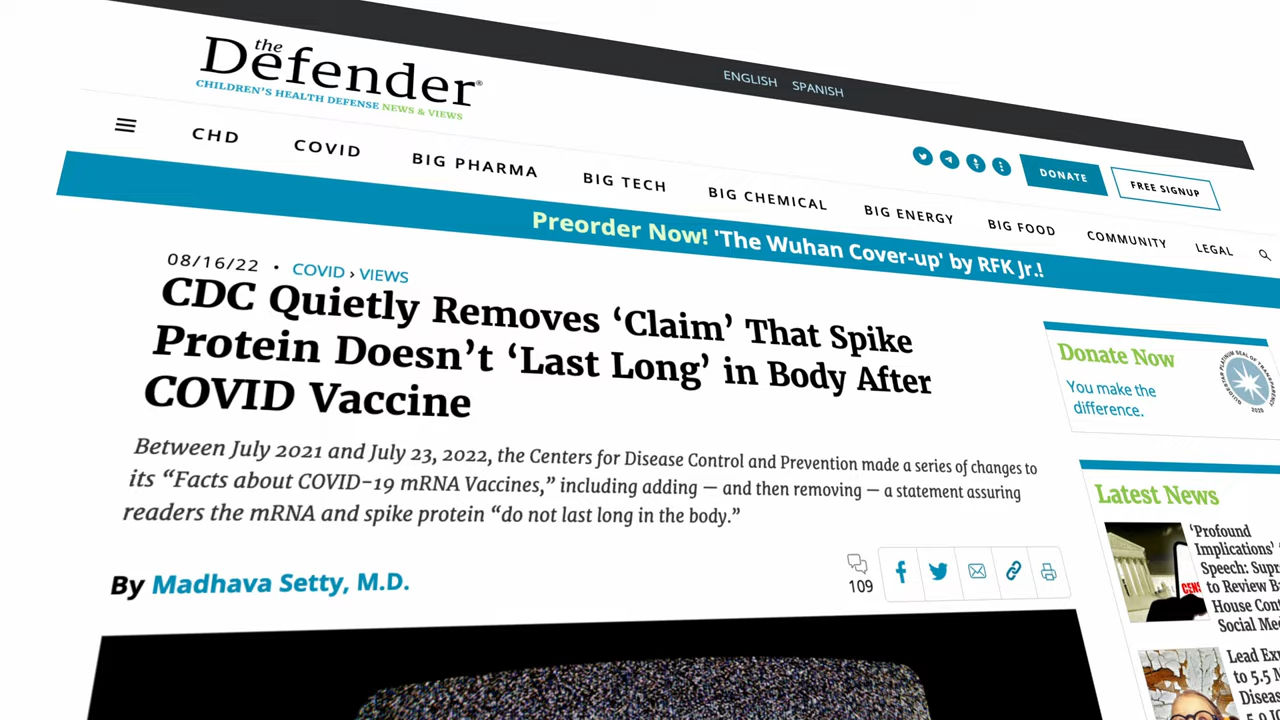 ENGLISH SPANISH
the
Defender®
CHILDREN'S HEALTH DEFENSE NEWS & VIEWS
DONATE
FREE SIGNUP
CHD COVID BIG PHARMA BIG TECH BIG CHEMICAL BIG ENERGY BIG FOOD COMMUNITY LEGAL
Preorder Now! 'The Wuhan Cover-up' by RFK Jr.!
08/16/22 • COVID › VIEWS
CDC Quietly Removes ‘Claim’ That Spike
Protein Doesn’t ‘Last Long’ in Body After
COVID Vaccine
Between July 2021 and July 23, 2022, the Centers for Disease Control and Prevention made a series of changes to
its “Facts about COVID-19 mRNA Vaccines,” including adding — and then removing — a statement assuring
readers the mRNA and spike protein “do not last long in the body.”
By Madhava Setty, M.D.
109
Donate Now
You make the
difference.
Latest News
‘Profound
Implications’
Speech: Supr
to Review B
House Con
Social Me
Lead Ex
to 5.5 M
Diseas